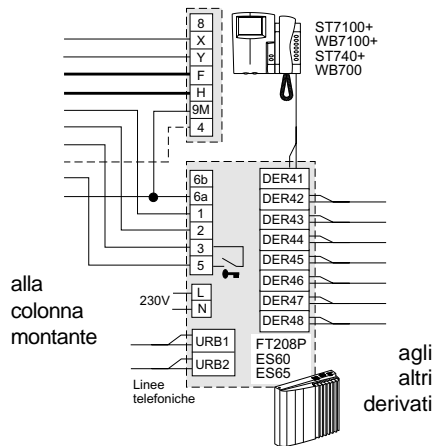 8
X
Y
F
H
9M
4
ST7100+
WB7100+
ST740+
WB700
6b
6a
1
2
3
5
L
N
230V
URB1
URB2
DER41
DER42
DER43
DER44
DER45
DER46
DER47
DER48
FT208P
ES60
ES65
alla
colonna
montante
Linee
telefoniche
agli
altri
derivati